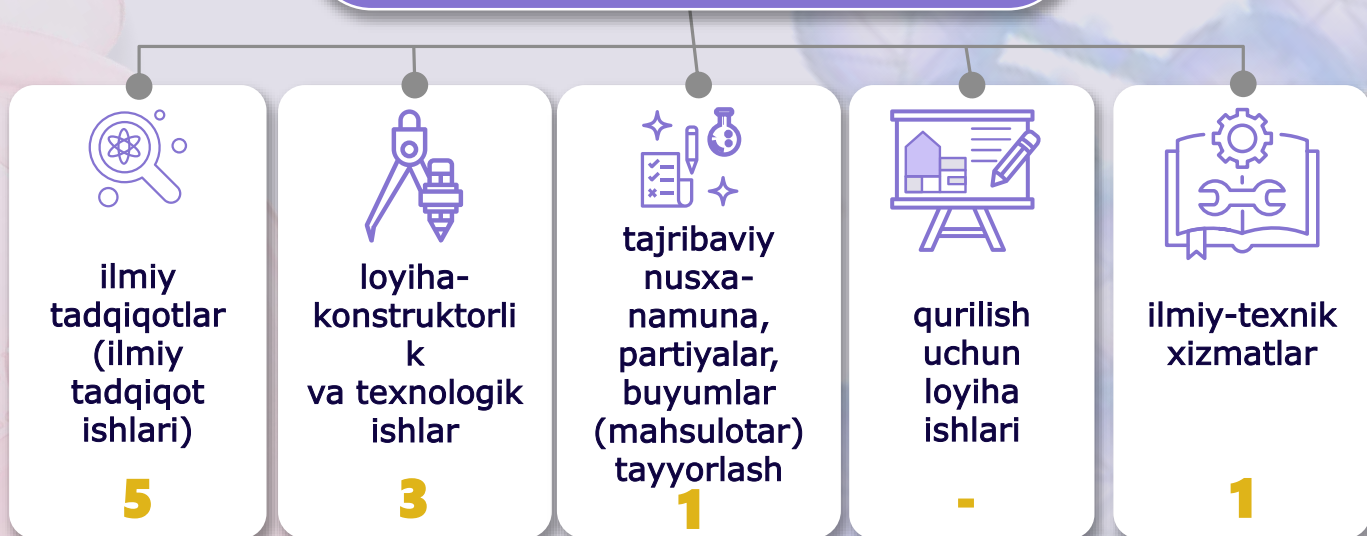 ilmiy
tadqiqotlar
(ilmiy
tadqiqot
ishlari)
5
loyiha-
konstruktorli
k
va texnologik
ishlar
3
tajribaviy
nusxa-
namuna,
partiyalar,
buyumlar
(mahsulotar)
tayyorlash
1
qurilish
uchun
loyiha
ishlari
-
ilmiy-texnik
xizmatlar
1